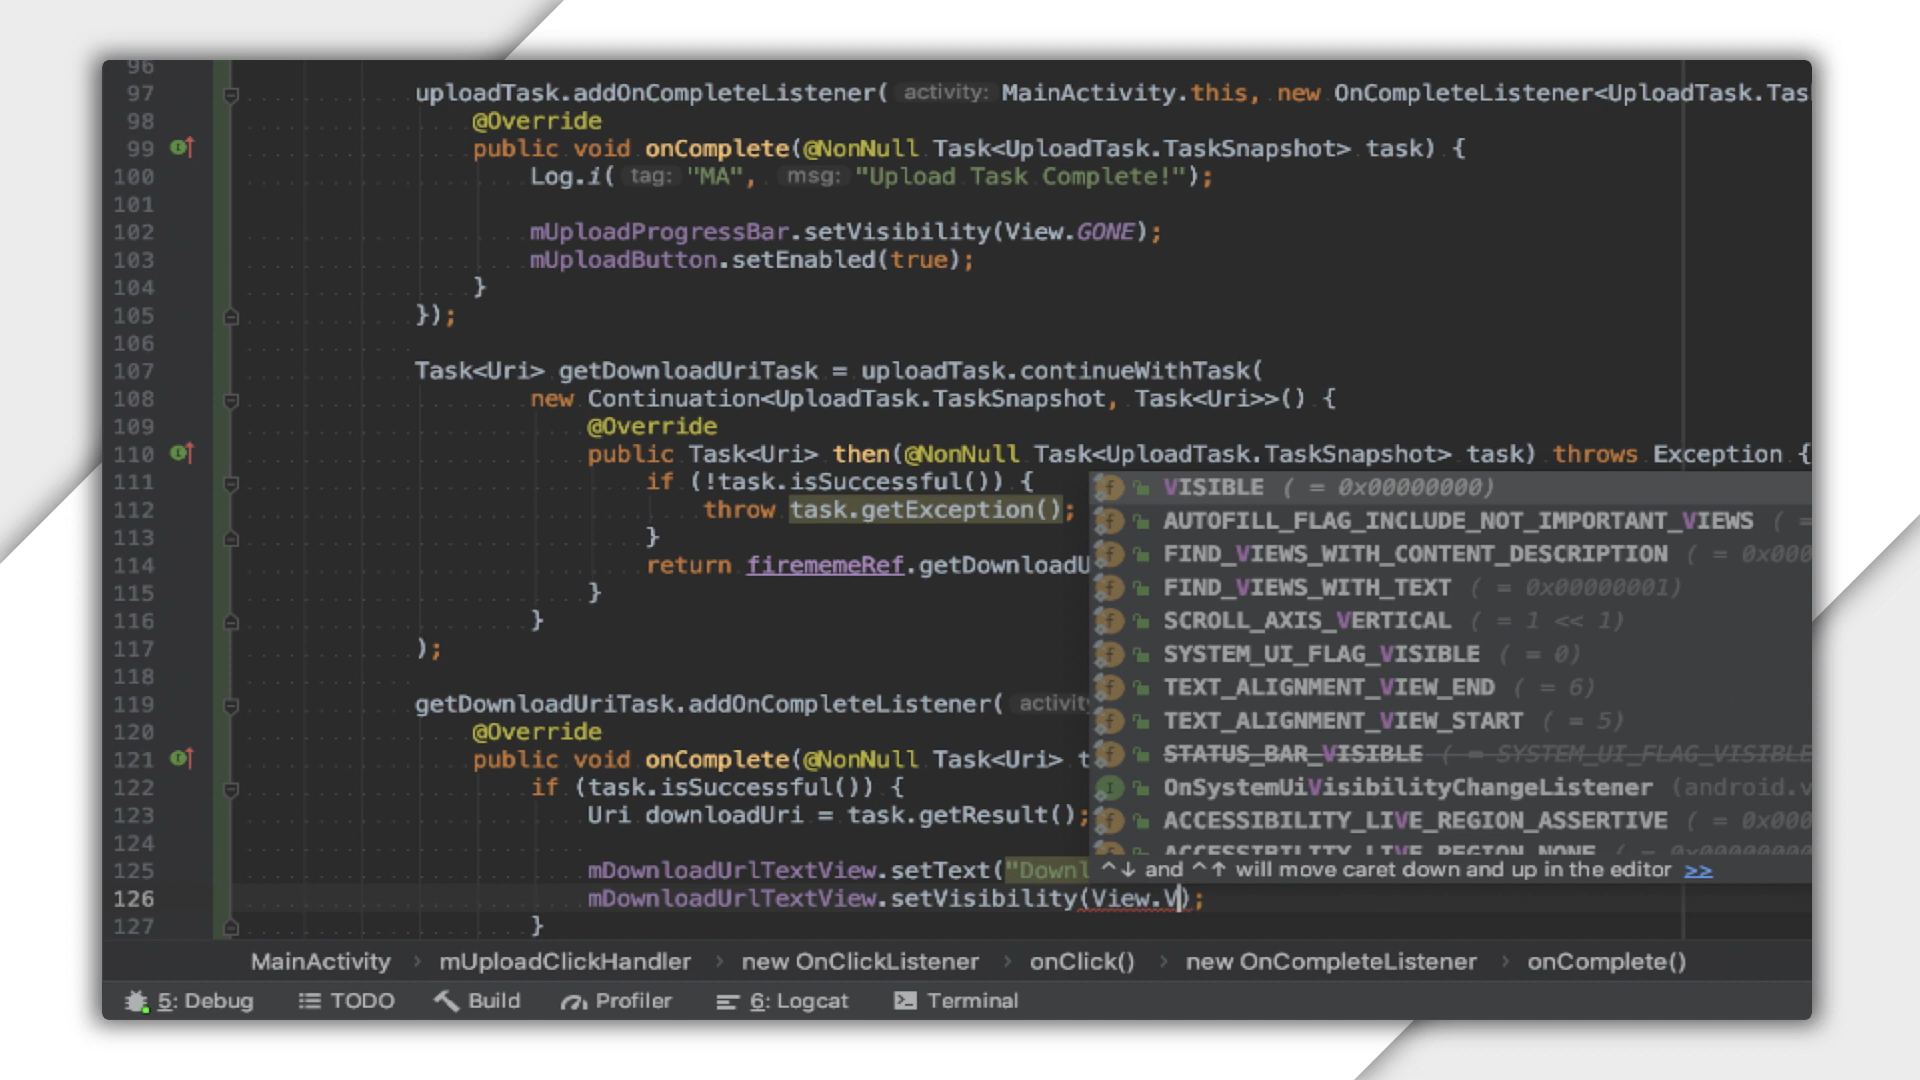 96
97 uploadTask.addOnCompleteListener( activity: MainActivity.this, new OnCompleteListener<UploadTask.Tas
98 @Override
99 public void onComplete(@NonNull Task<UploadTask.TaskSnapshot> task) {
100 Log.i( tag: "MA", msg: "Upload Task Complete!");
101
102 mUploadProgressBar.setVisibility(View.GONE);
103 mUploadButton.setEnabled(true);
104 }
105 });
106
107 Task<Uri> getDownloadUriTask = uploadTask.continueWithTask(
108 new Continuation<UploadTask.TaskSnapshot, Task<Uri>>() {
109 @Override
110 public Task<Uri> then(@NonNull Task<UploadTask.TaskSnapshot> task) throws Exception {
111 if (!task.isSuccessful()) {
112 throw task.getException();
113 }
114 return firememeRef.getDownloadU
115 }
116 }
117 );
118
119 getDownloadUriTask.addOnCompleteListener( activity
120 @Override
121 public void onComplete(@NonNull Task<Uri> t
122 if (task.isSuccessful()) {
123 Uri downloadUri = task.getResult();
124
125 mDownloadUrlTextView.setText("Downl
126 mDownloadUrlTextView.setVisibility(View.V);
127 }
VISIBLE ( = 0x00000000)
AUTOFILL_FLAG_INCLUDE_NOT_IMPORTANT_VIEWS ( =
FIND_VIEWS_WITH_CONTENT_DESCRIPTION ( = 0x000
FIND_VIEWS_WITH_TEXT ( = 0x00000001)
SCROLL_AXIS_VERTICAL ( = 1 << 1)
SYSTEM_UI_FLAG_VISIBLE ( = 0)
TEXT_ALIGNMENT_VIEW_END ( = 6)
TEXT_ALIGNMENT_VIEW_START ( = 5)
STATUS_BAR_VISIBLE ( = SYSTEM_UI_FLAG_VISIBLE
OnSystemUiVisibilityChangeListener (android.v
ACCESSIBILITY_LIVE_REGION_ASSERTIVE ( = 0x000
ACCESSIBILITY_LIVE_REGION_NONE ( = 0x00000000
^↓ and ^↑ will move caret down and up in the editor >>
MainActivity › mUploadClickHandler › new OnClickListener › onClick() › new OnCompleteListener › onComplete()
5: Debug TODO Build Profiler 6: Logcat Terminal